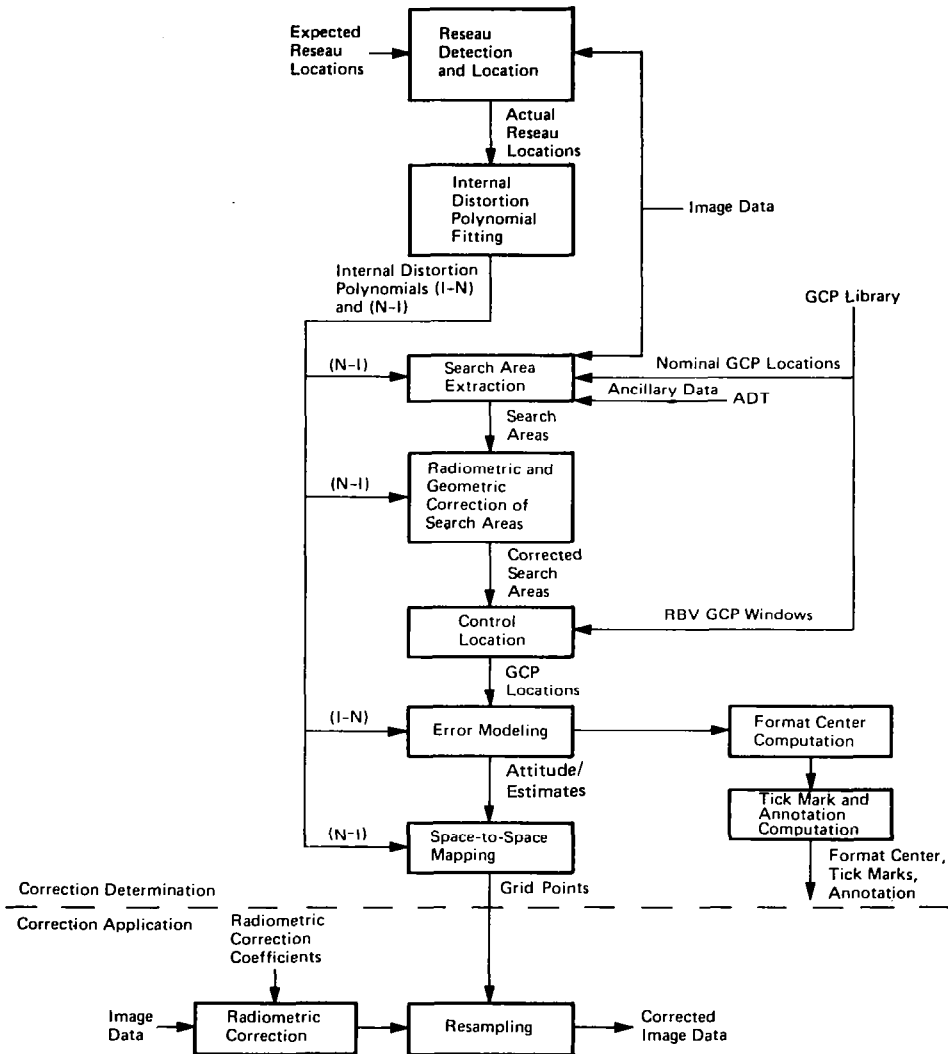 Expected
Reseau
Locations
Reseau
Detection
and Location
Actual
Reseau
Locations
Internal
Distortion
Polynomial
Fitting
Image Data
Internal Distortion
Polynomials (I-N)
and (N-I)
GCP Library
(N-I)
Search Area
Extraction
Nominal GCP Locations
Ancillary Data
ADT
Search
Areas
(N-I)
Radiometric and
Geometric
Correction of
Search Areas
Corrected
Search
Areas
Control
Location
RBV GCP Windows
GCP
Locations
(I-N)
Error Modeling
Format Center
Computation
Attitude/
Estimates
Tick Mark and
Annotation
Computation
(N-I)
Space-to-Space
Mapping
Format Center,
Tick Marks,
Annotation
Grid Points
Correction Determination
Correction Application
Radiometric
Correction
Coefficients
Image
Data
Radiometric
Correction
Resampling
Corrected
Image Data